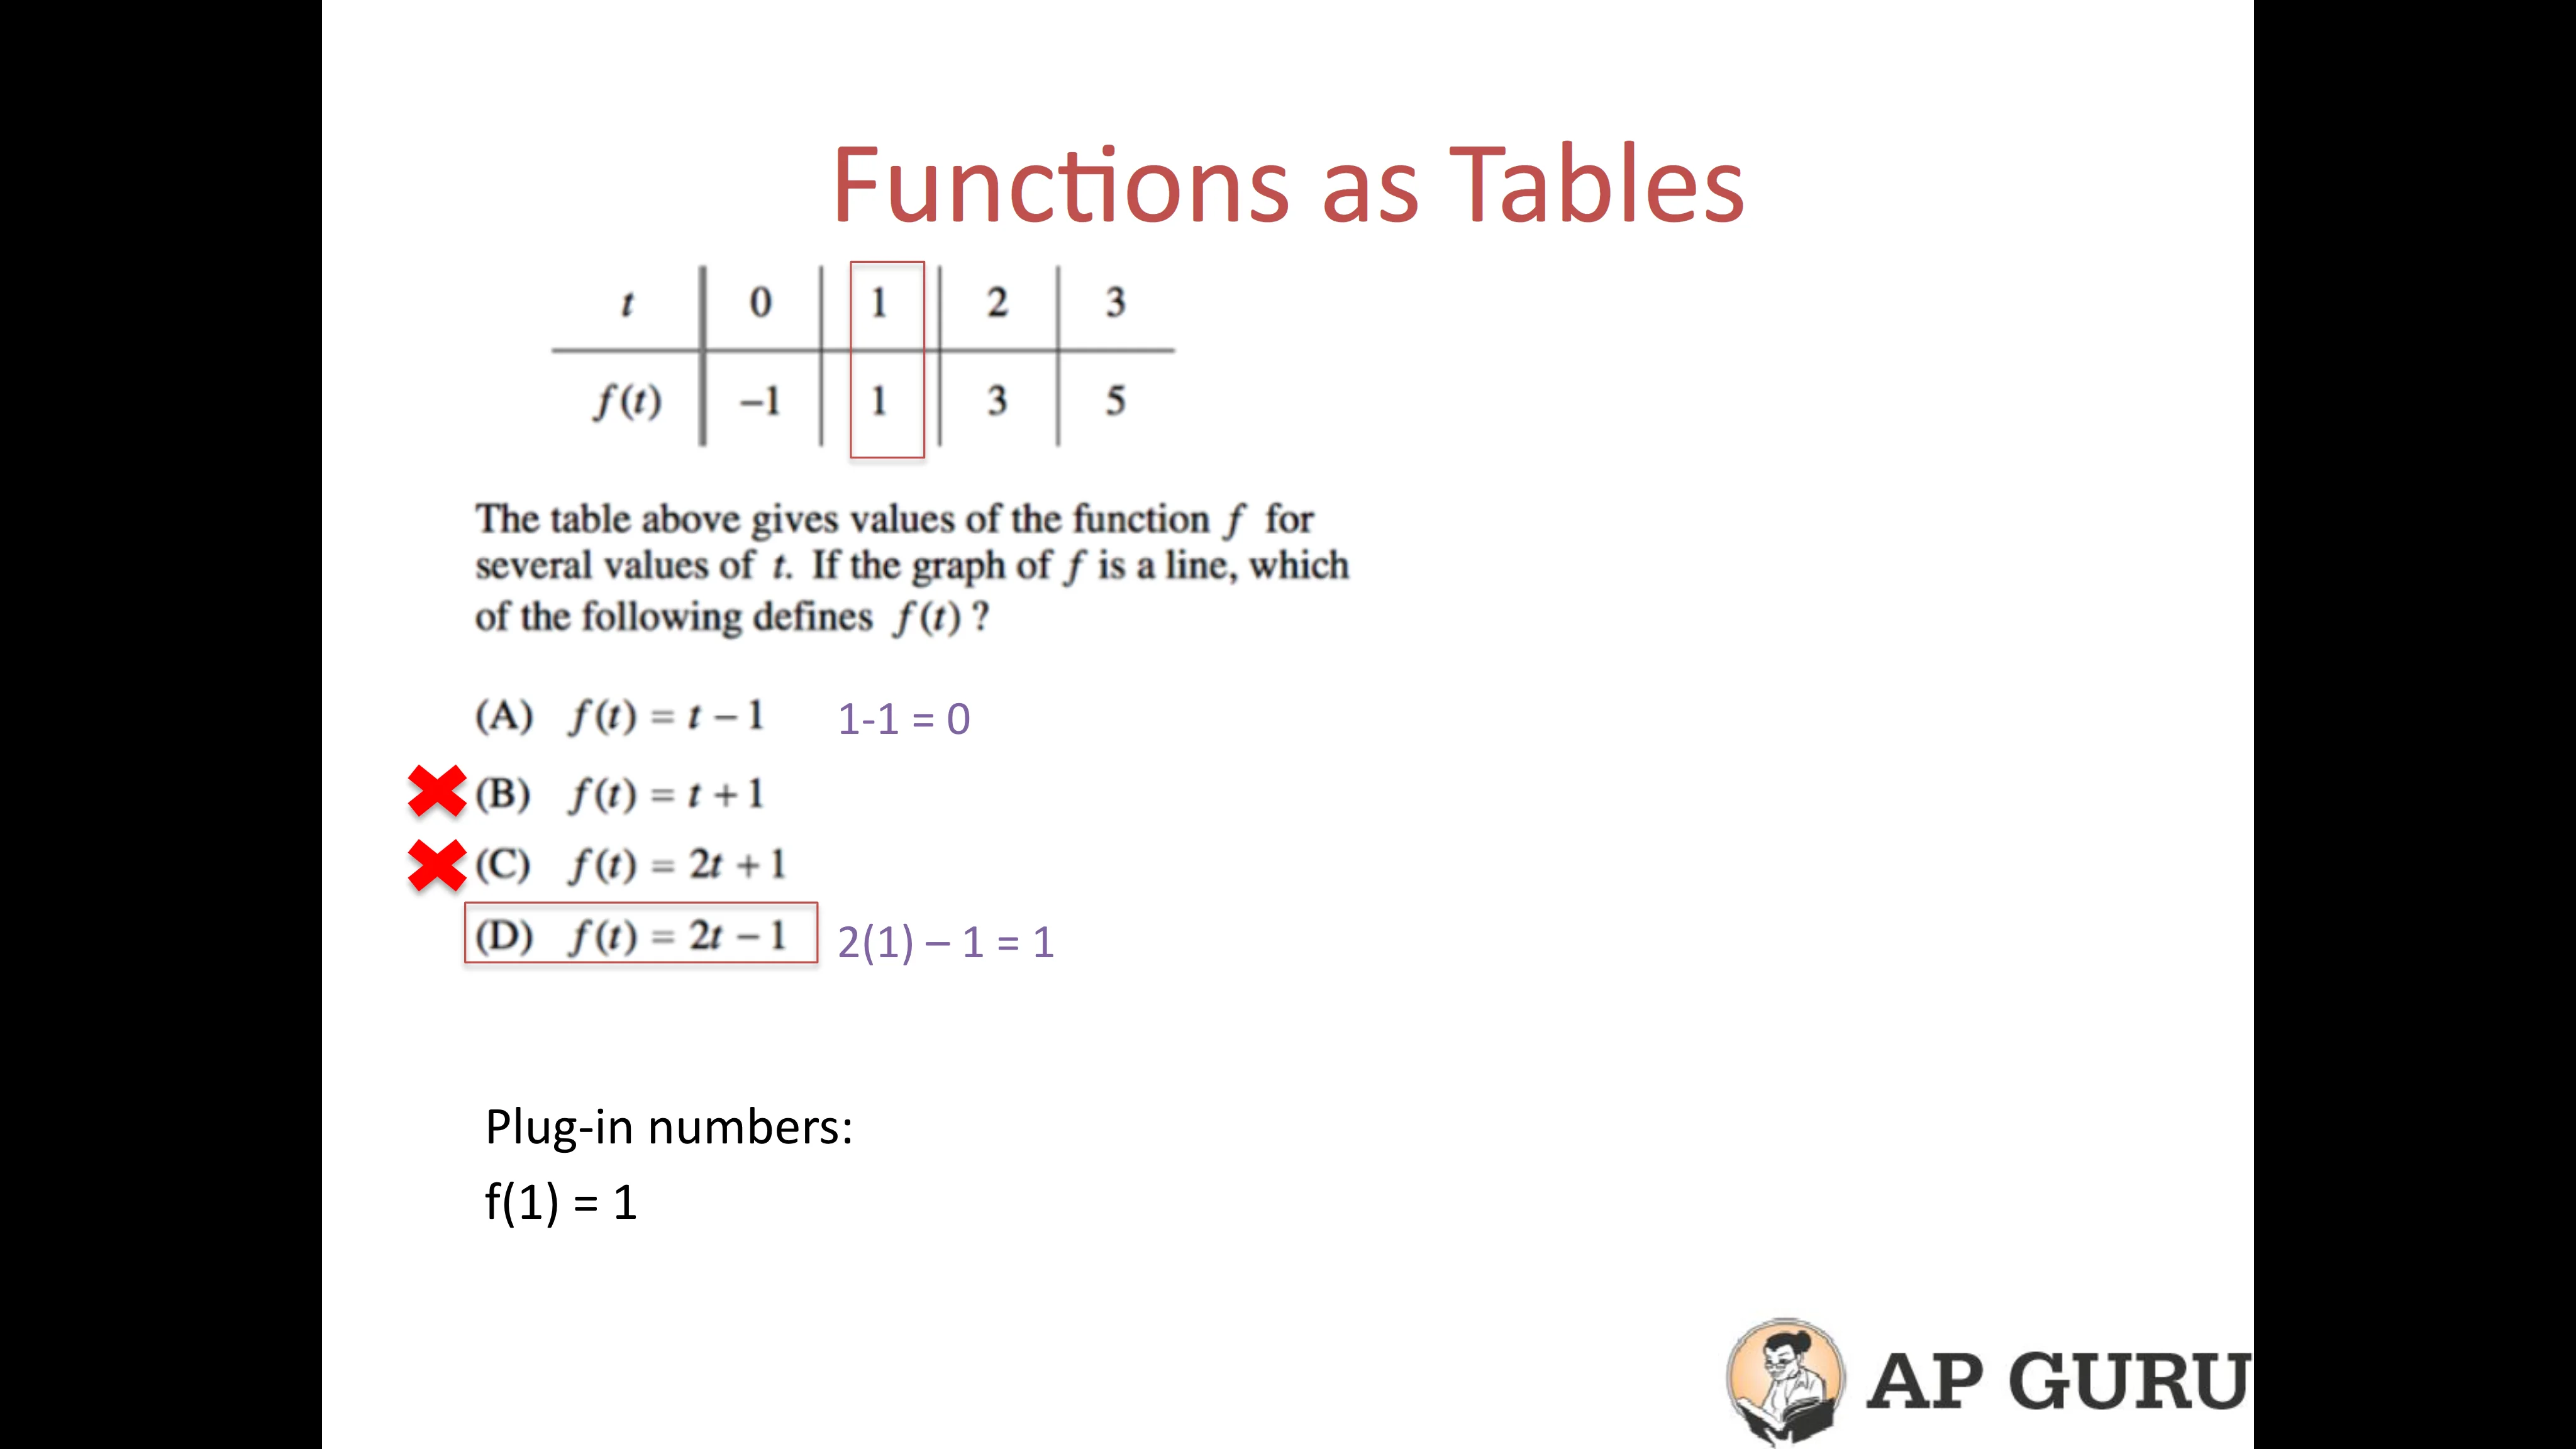 Functions as Tables
t 0 1 2 3
f(t) –1 1 3 5
The table above gives values of the function f for
several values of t. If the graph of f is a line, which
of the following defines f(t) ?
(A) f(t) = t – 1 1-1 = 0
(B) f(t) = t + 1
(C) f(t) = 2t + 1
(D) f(t) = 2t – 1 2(1) – 1 = 1
Plug-in numbers:
f(1) = 1
AP GURU